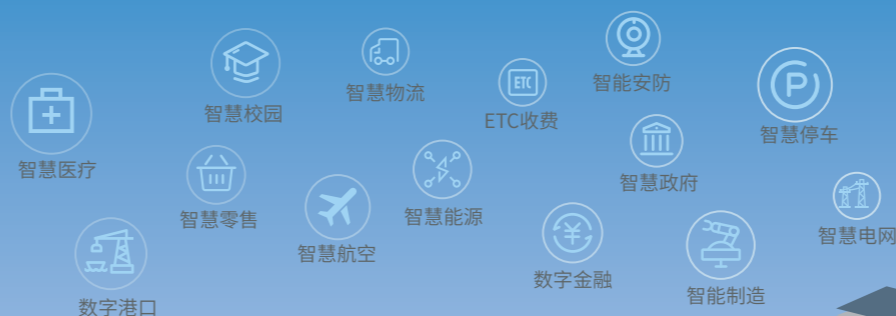 智能安防
智慧物流
智慧校园
ETC
ETC收费
P
智慧停车
智慧医疗
智慧政府
智慧零售
智慧能源
智慧电网
智慧航空
¥
数字金融
智能制造
数字港口